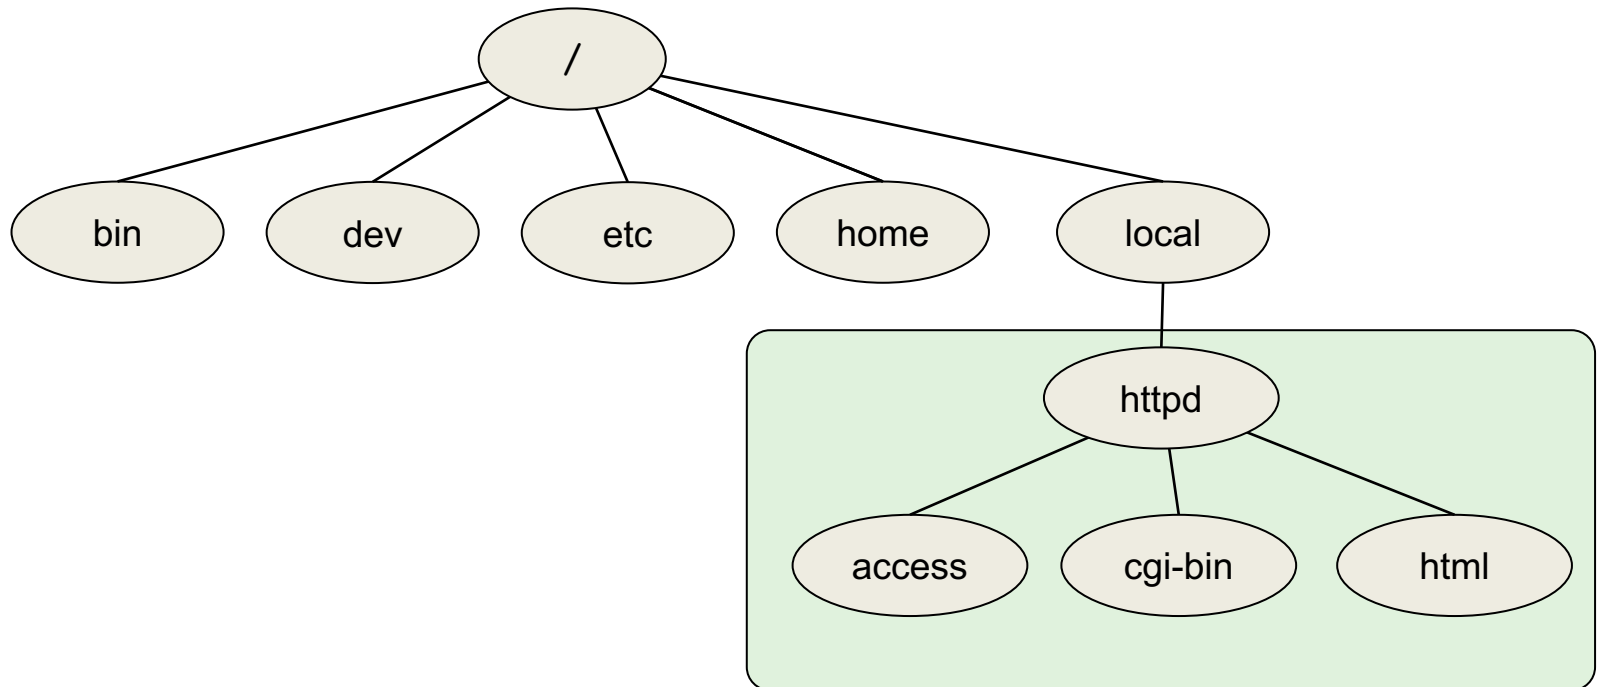 /
bin dev etc home local
httpd
access cgi-bin html